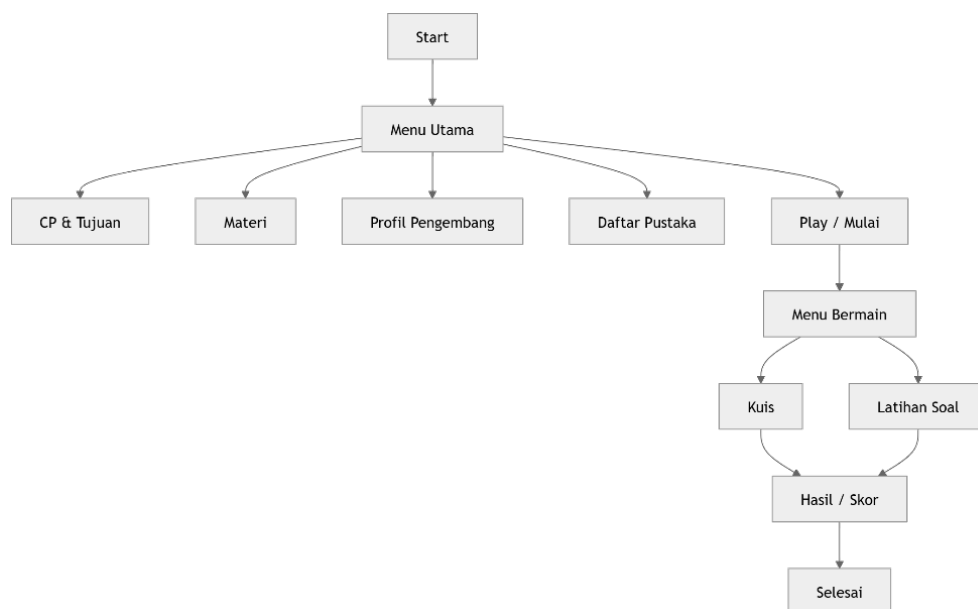 Start
Menu Utama
CP & Tujuan
Materi
Profil Pengembang
Daftar Pustaka
Play / Mulai
Menu Bermain
Kuis
Latihan Soal
Hasil / Skor
Selesai